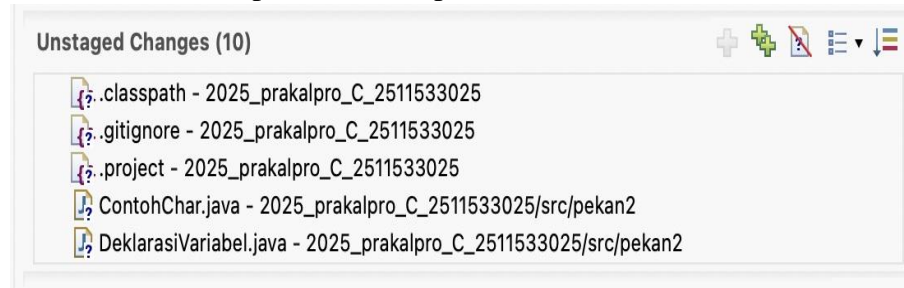 Unstaged Changes (10)
.classpath - 2025_prakalpro_C_2511533025
.gitignore - 2025_prakalpro_C_2511533025
.project - 2025_prakalpro_C_2511533025
ContohChar.java - 2025_prakalpro_C_2511533025/src/pekan2
DeklarasiVariabel.java - 2025_prakalpro_C_2511533025/src/pekan2